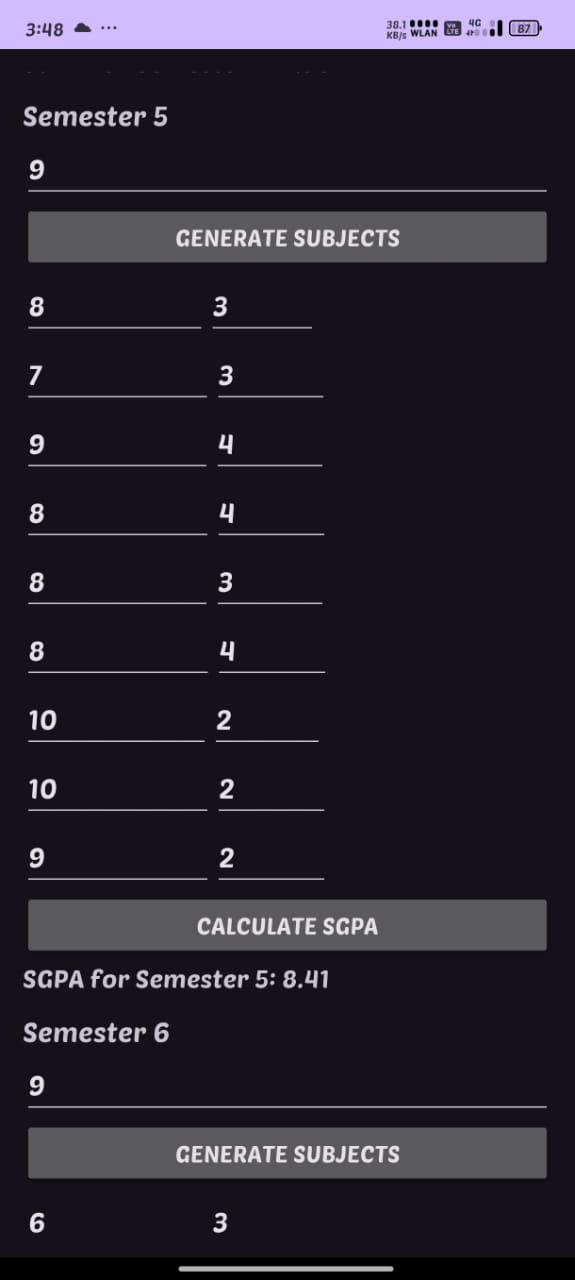 3:48 ... 38.1 KB/s WLAN Vo LTE 4G 87
Semester 5
9
GENERATE SUBJECTS
8 3
7 3
9 4
8 4
8 3
8 4
10 2
10 2
9 2
CALCULATE SGPA
SGPA for Semester 5: 8.41
Semester 6
9
GENERATE SUBJECTS
6 3